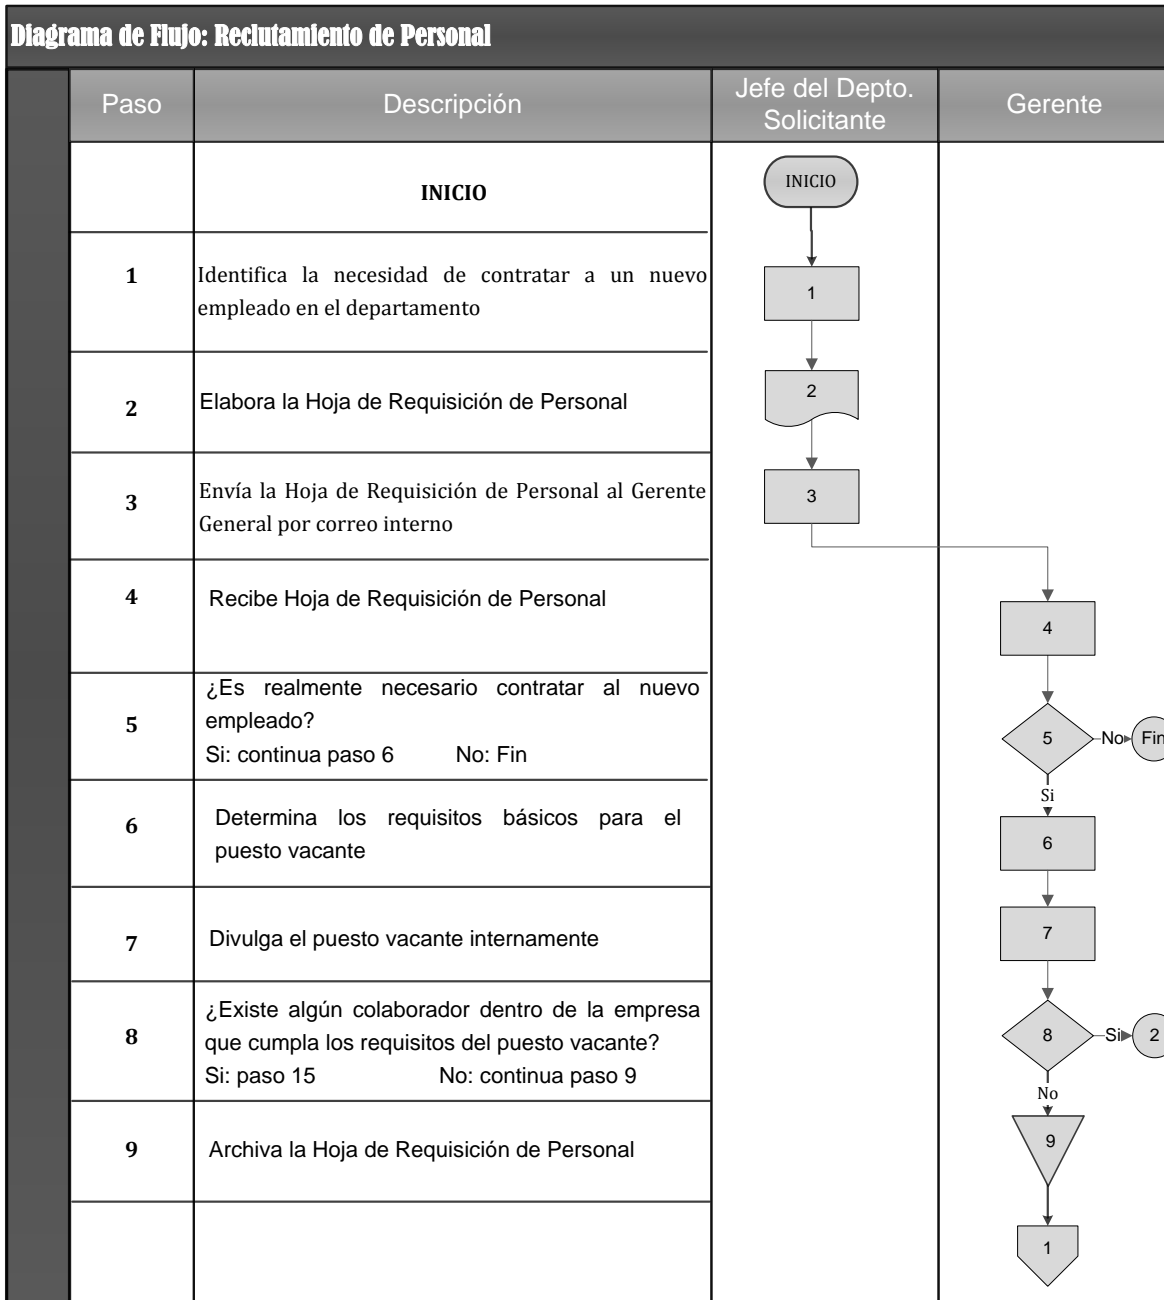 Diagrama de Flujo: Reclutamiento de Personal
Paso
Descripción
Jefe del Depto.
Solicitante
Gerente
INICIO
INICIO
1
Identifica la necesidad de contratar a un nuevo
empleado en el departamento
1
2
Elabora la Hoja de Requisición de Personal
2
3
Envía la Hoja de Requisición de Personal al Gerente
General por correo interno
3
4
Recibe Hoja de Requisición de Personal
4
5
¿Es realmente necesario contratar al nuevo
empleado?
Si: continua paso 6 No: Fin
5
No
Fin
Si
6
Determina los requisitos básicos para el
puesto vacante
6
7
Divulga el puesto vacante internamente
7
8
¿Existe algún colaborador dentro de la empresa
que cumpla los requisitos del puesto vacante?
Si: paso 15 No: continua paso 9
8
Si
2
No
9
Archiva la Hoja de Requisición de Personal
9
1